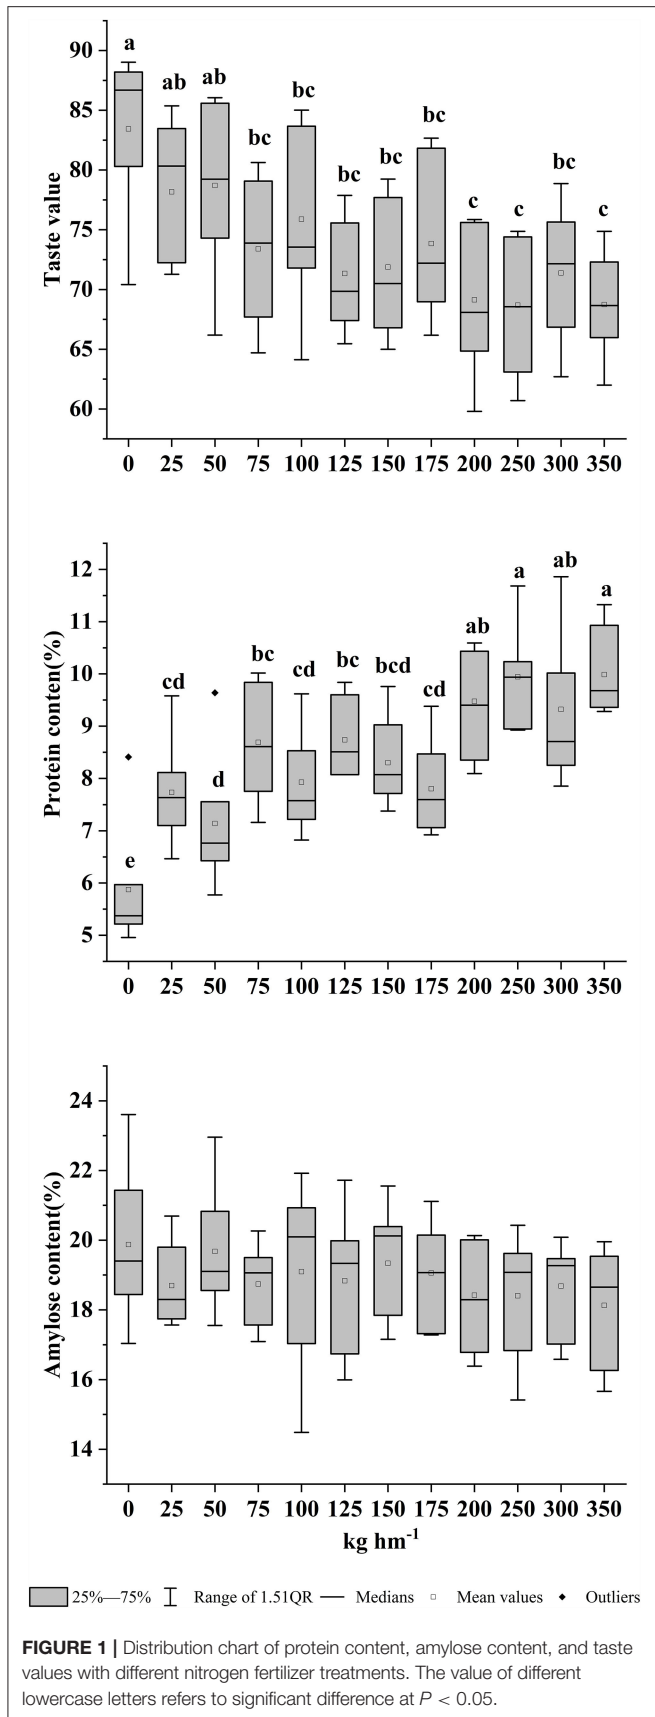 Taste value
90
85
80
75
70
65
60
a ab ab bc bc bc bc bc c c bc c
0 25 50 75 100 125 150 175 200 250 300 350
Protein conten(%)
12
11
10
9
8
7
6
5
e cd d bc cd bc bcd cd ab a ab a
0 25 50 75 100 125 150 175 200 250 300 350
Amylose content(%)
24
22
20
18
16
14
0 25 50 75 100 125 150 175 200 250 300 350
kg hm⁻¹
25%—75% Range of 1.51QR Medians Mean values Outliers
FIGURE 1 | Distribution chart of protein content, amylose content, and taste
values with different nitrogen fertilizer treatments. The value of different
lowercase letters refers to significant difference at P < 0.05.